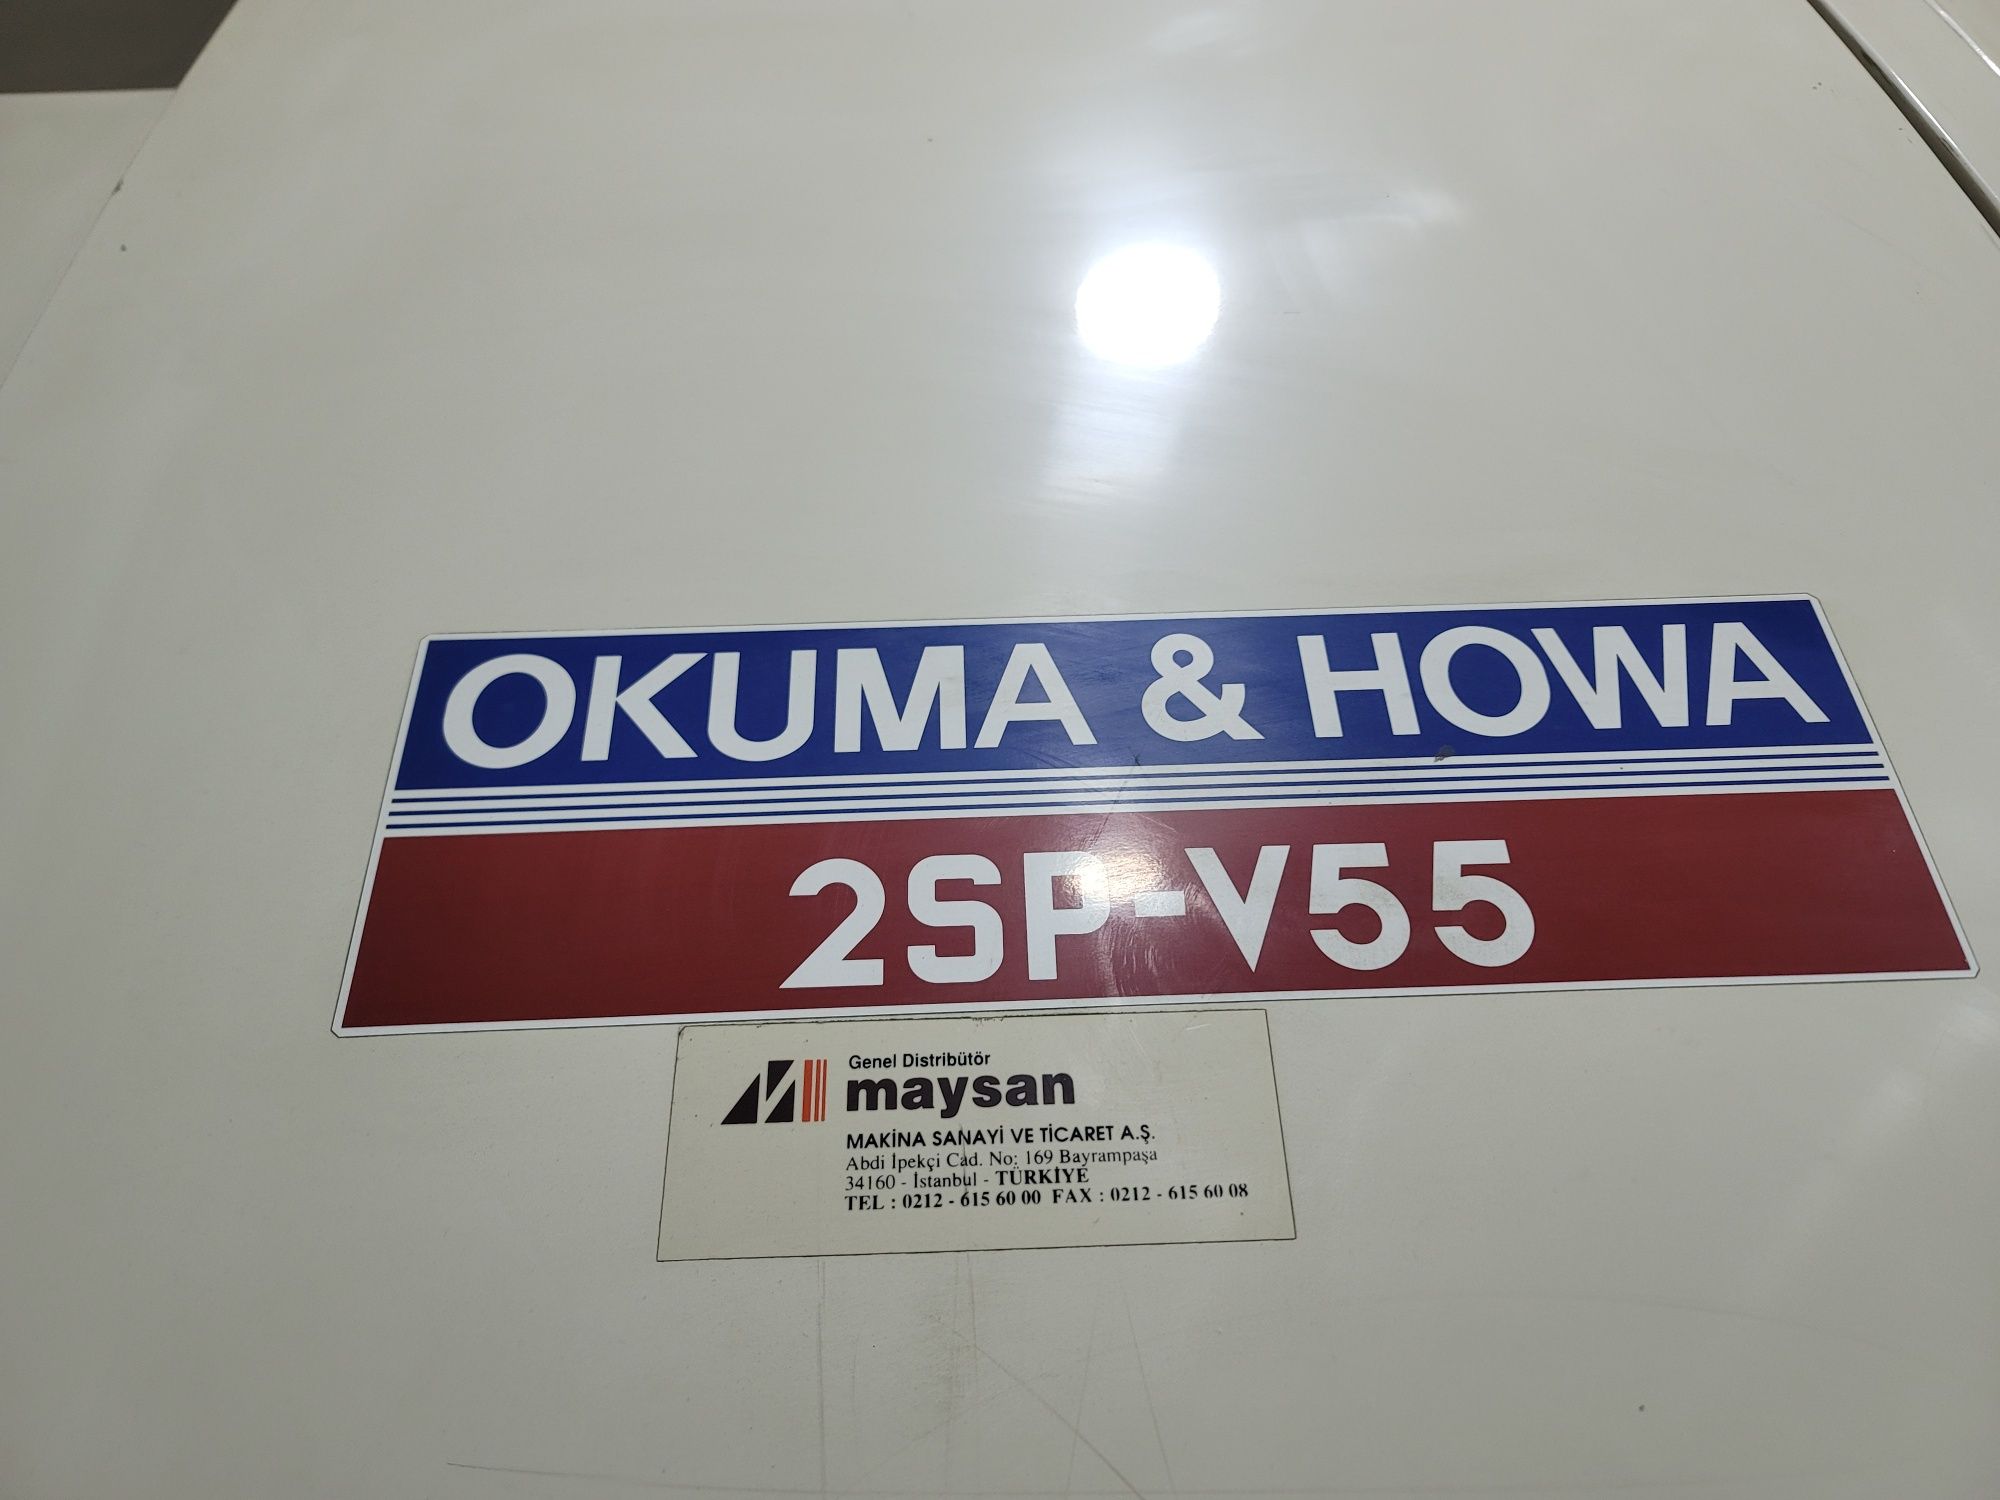 OKUMA & HOWA
2SP-V55
Genel Distribütör
maysan
MAKİNA SANAYİ VE TİCARET A.Ş.
Abdi İpekçi Cad. No: 169 Bayrampaşa
34160 - İstanbul - TÜRKİYE
TEL : 0212 - 615 60 00 FAX : 0212 - 615 60 08